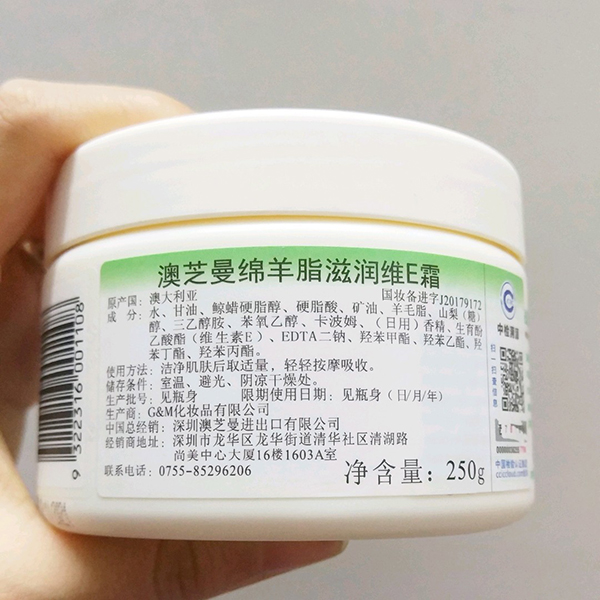 澳芝曼绵羊脂滋润维E霜
国妆备进字J20179172
原产国：澳大利亚
成　分：水、甘油、鲸蜡硬脂醇、硬脂酸、矿油、羊毛脂、山梨（糖）
醇、三乙醇胺、苯氧乙醇、卡波姆、（日用）香精、生育酚
乙酸酯（维生素E）、EDTA二钠、羟苯甲酯、羟苯乙酯、羟
苯丁酯、羟苯丙酯。
使用方法：洁净肌肤后取适量，轻轻按摩吸收。
储存条件：室温、避光、阴凉干燥处。
生产批号：见瓶身　限期使用日期：见瓶身（日/月/年）
生产商：G&M化妆品有限公司
中国总经销：深圳澳芝曼进出口有限公司
经销商地址：深圳市龙华区龙华街道清华社区清湖路
尚美中心大厦16楼1603A室
联系电话：0755-85296206
净含量：250g
9 322316 001108
中检溯源
扫一扫查信息